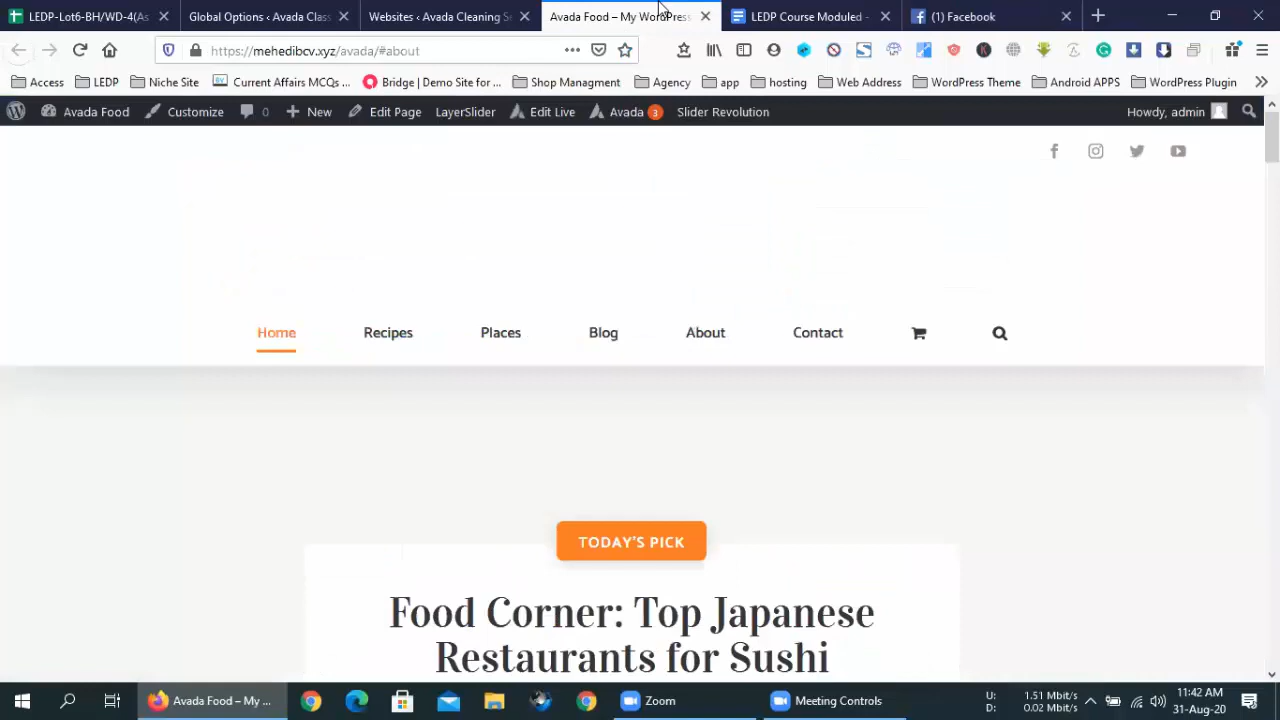 LEDP-Lot6-BH/WD-4(As
Global Options ‹ Avada Class
Websites ‹ Avada Cleaning Se
Avada Food – My WordPress
LEDP Course Moduled -
(1) Facebook
https://mehedibcv.xyz/avada/#about
Access
LEDP
Niche Site
Current Affairs MCQs ...
Bridge | Demo Site for ...
Shop Managment
Agency
app
hosting
Web Address
WordPress Theme
Android APPS
WordPress Plugin
Avada Food
Customize
0
New
Edit Page
LayerSlider
Edit Live
Avada 3
Slider Revolution
Howdy, admin
Home
Recipes
Places
Blog
About
Contact
TODAY'S PICK
Food Corner: Top Japanese
Restaurants for Sushi
Avada Food – My ...
Zoom
Meeting Controls
U: 1.51 Mbit/s
D: 0.02 Mbit/s
11:42 AM
31-Aug-20